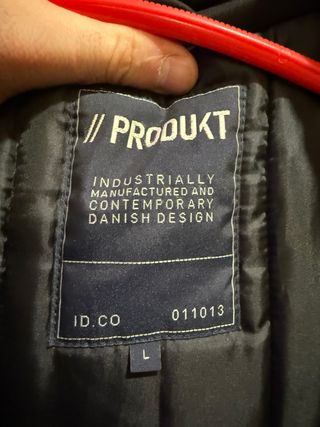 // PRODUKT
INDUSTRIALLY
MANUFACTURED AND
CONTEMPORARY
DANISH DESIGN
ID.CO 011013
L